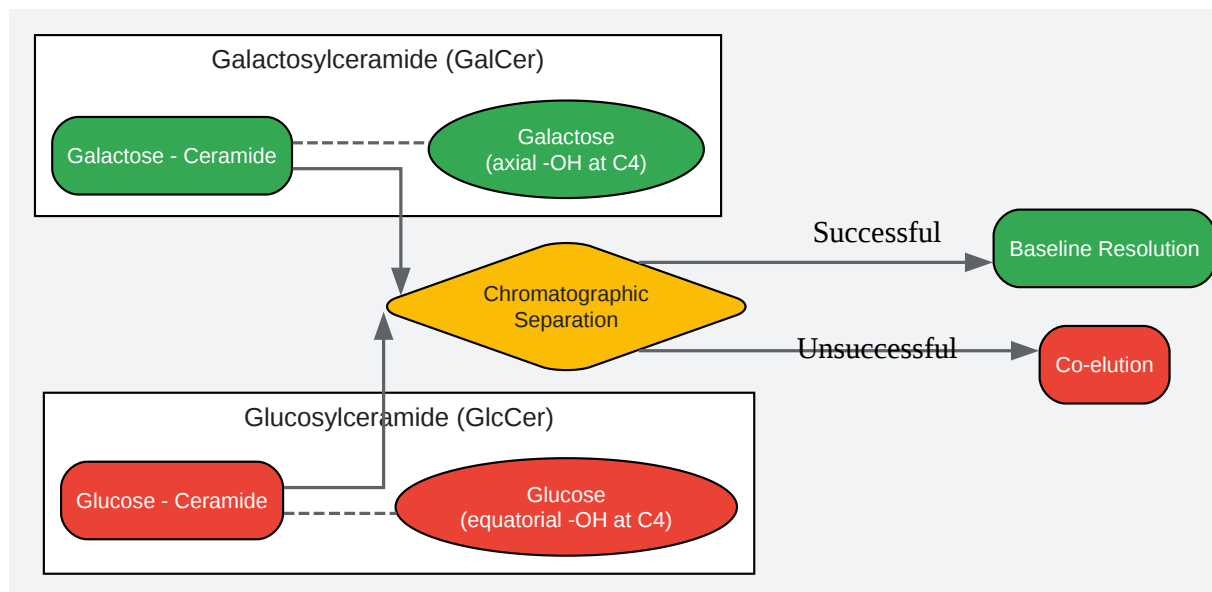 Galactosylceramide (GalCer)
Galactose - Ceramide
Galactose
(axial -OH at C4)
Successful
Baseline Resolution
Chromatographic
Separation
Unsuccessful
Co-elution
Glucosylceramide (GlcCer)
Glucose - Ceramide
Glucose
(equatorial -OH at C4)